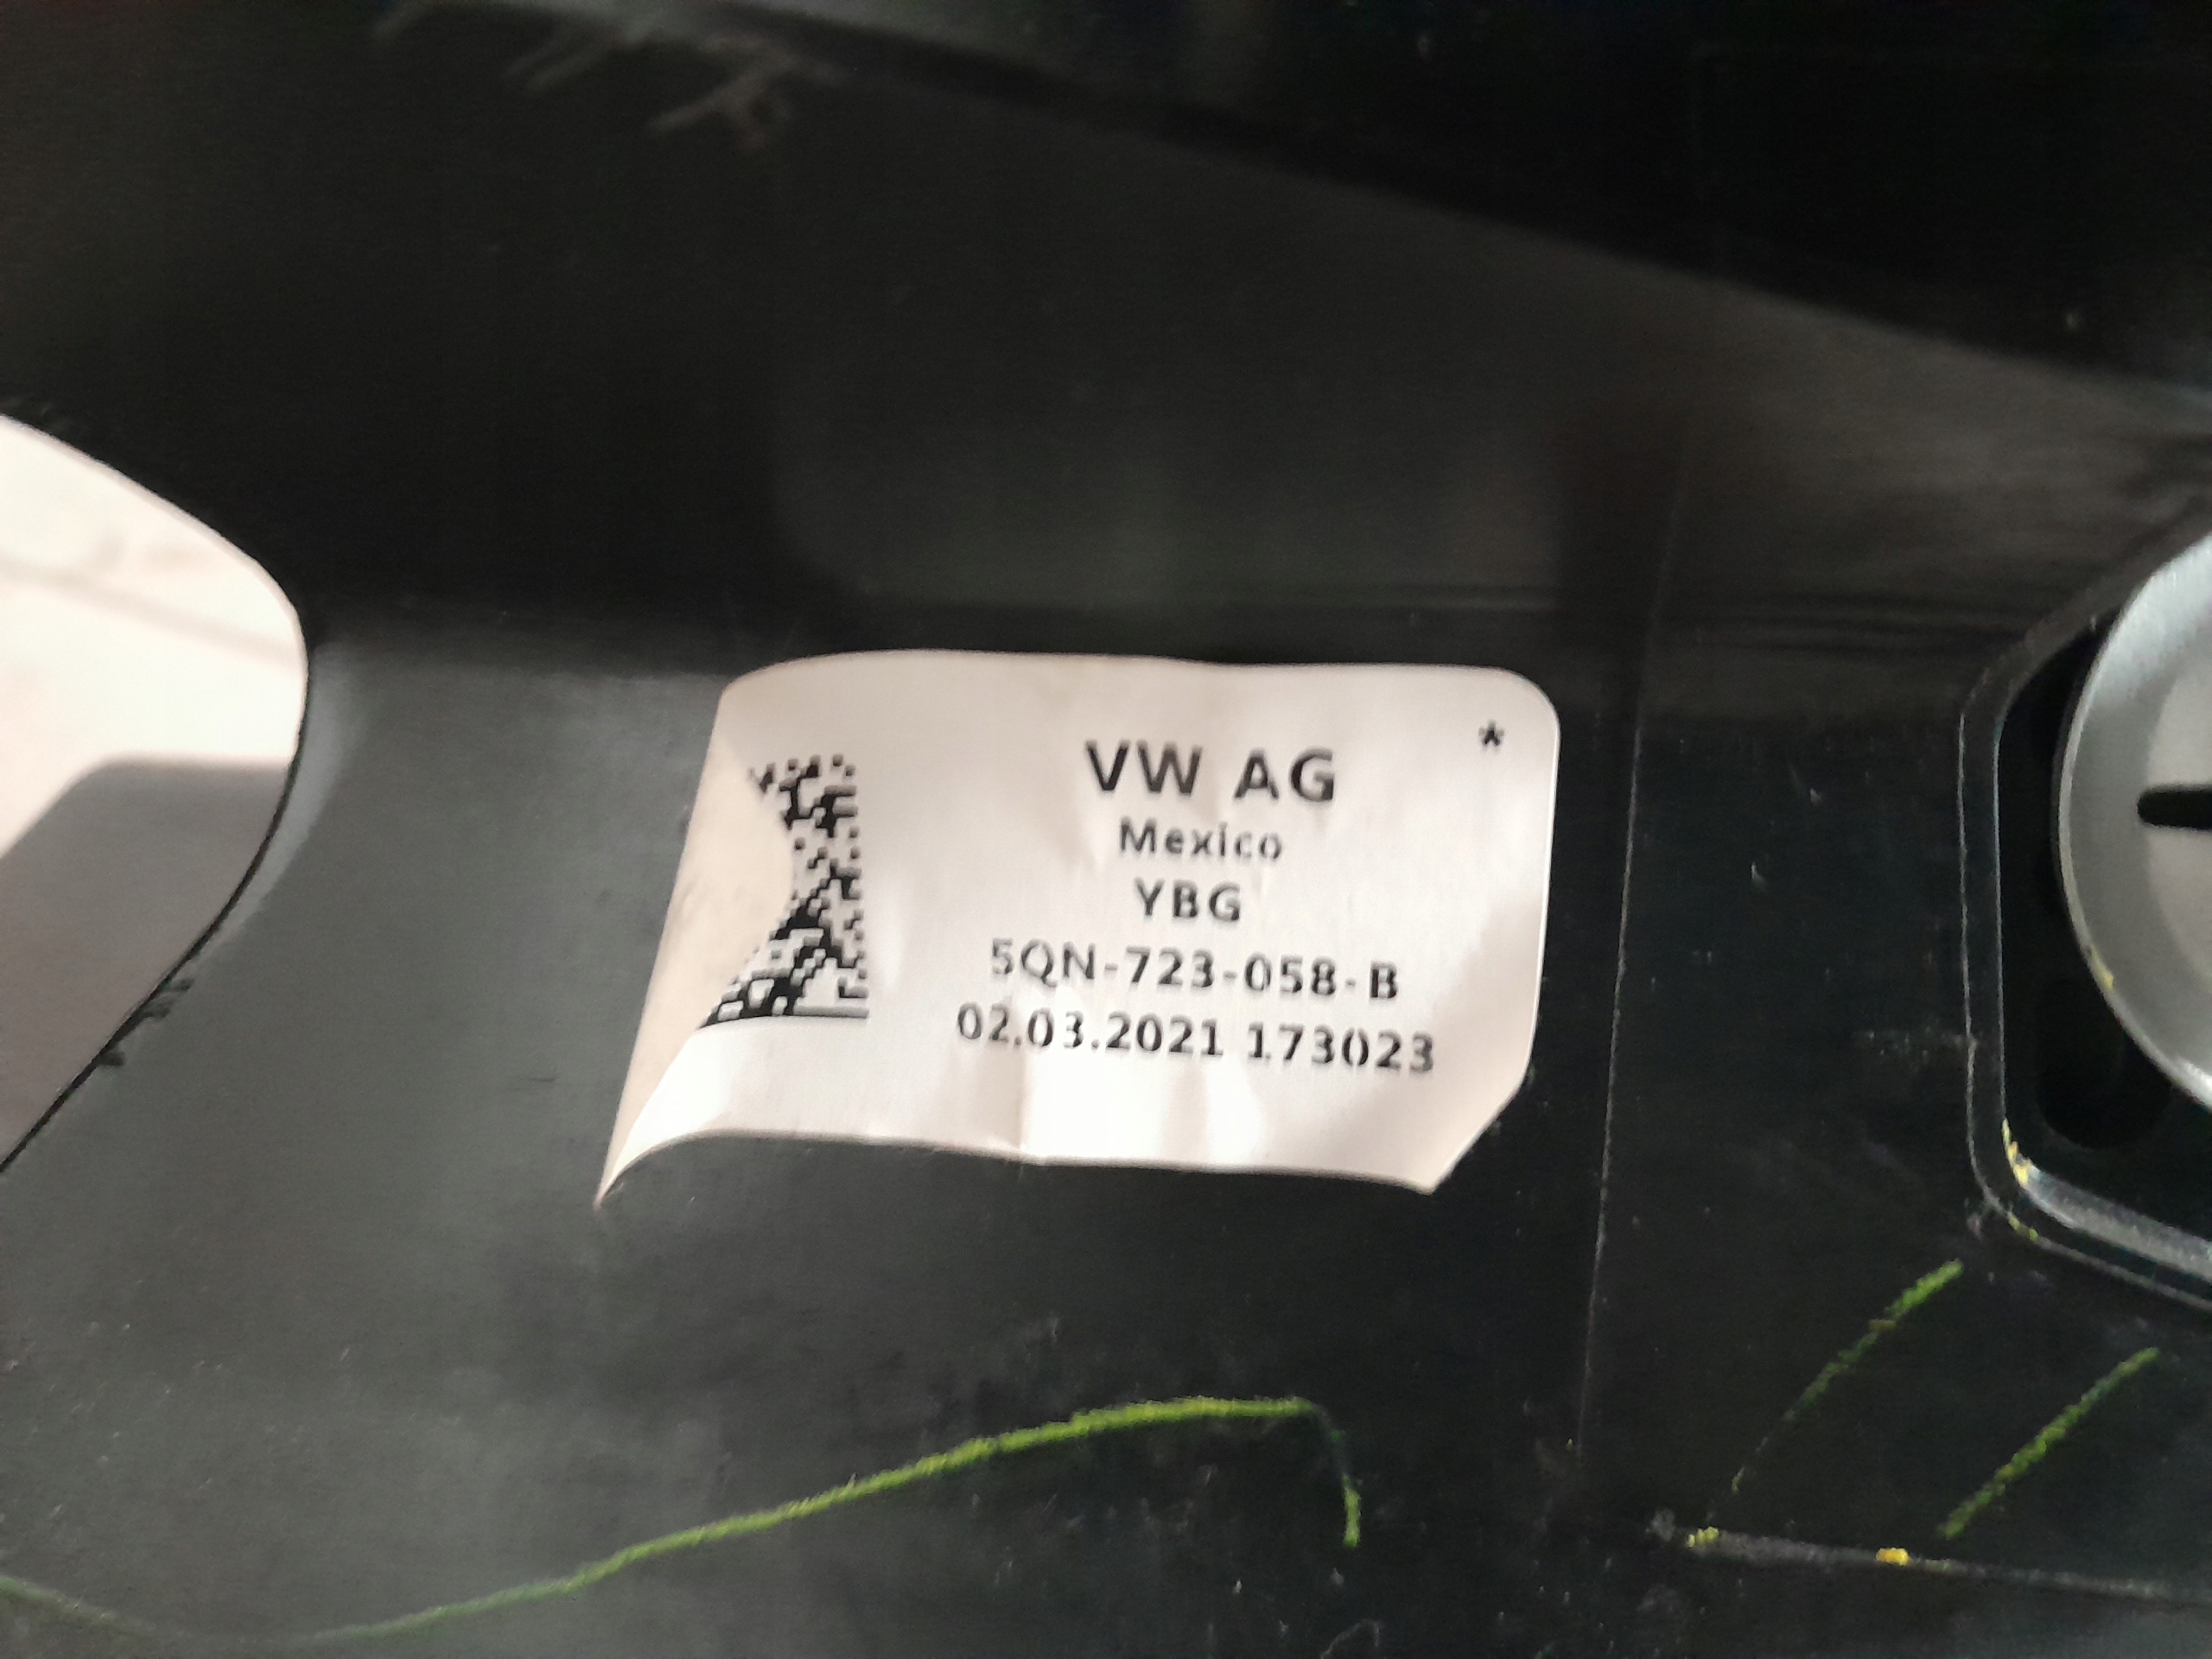 *
VW AG
Mexico
YBG
5QN-723-058-B
02.03.2021 173023